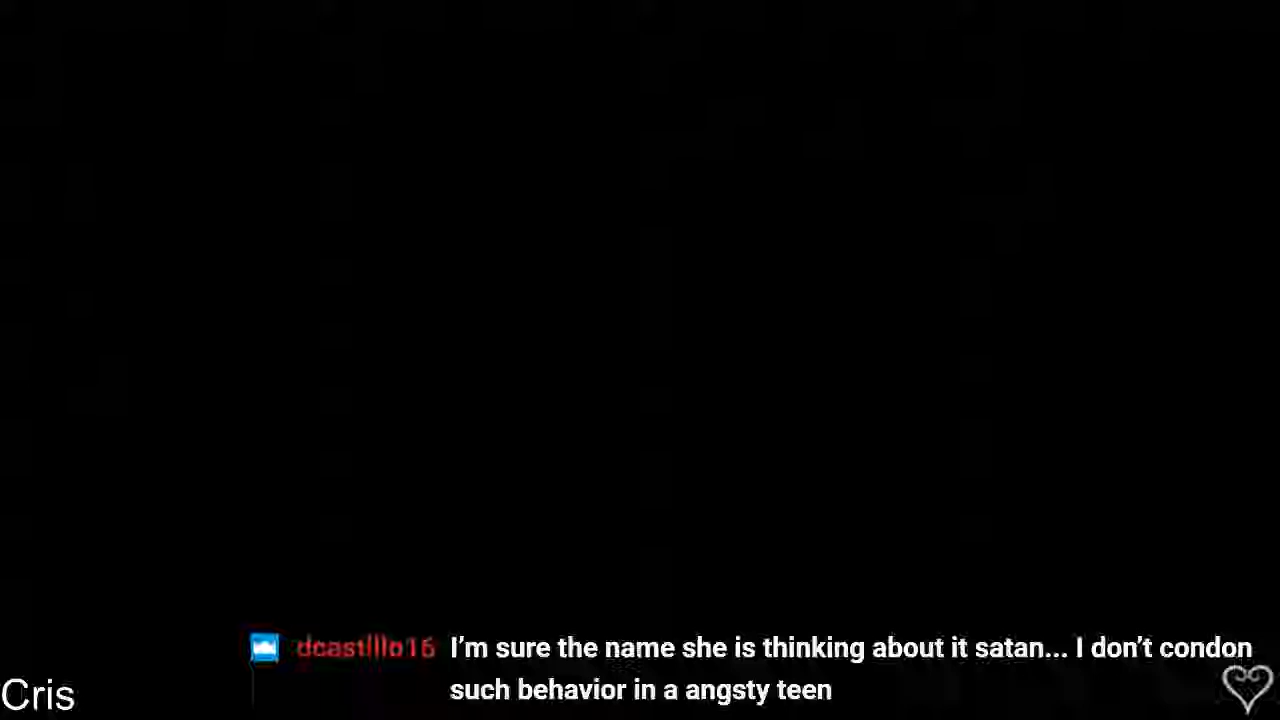 dcastillo16 I'm sure the name she is thinking about it satan... I don't condon
such behavior in a angsty teen
Cris